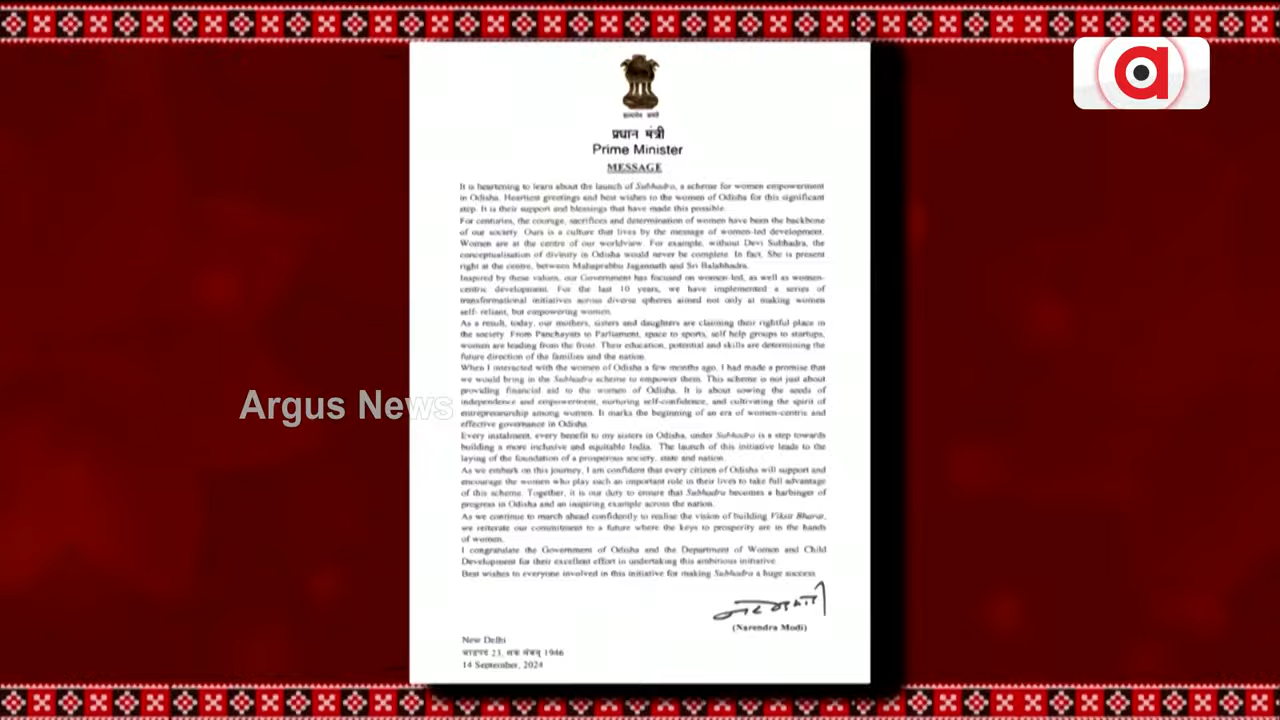 सत्यमेव जयते
प्रधान मंत्री
Prime Minister
MESSAGE
It is heartening to learn about the launch of Subhadra, a scheme for women empowerment
in Odisha. Heartiest greetings and best wishes to the women of Odisha for this significant
step. It is their support and blessings that have made this possible.
For centuries, the courage, sacrifices and determination of women have been the backbone
of our society. Ours is a culture that lives by the message of women-led development.
Women are at the centre of our worldview. For example, without Devi Subhadra, the
conceptualisation of divinity in Odisha would never be complete. In fact, She is present
right at the centre, between Mahaprabhu Jagannath and Sri Balabhadra.
Inspired by these values, our Government has focused on women led, as well as women-
centric development. For the last 10 years, we have implemented a series of
transformational initiatives across diverse spheres aimed not only at making women
self- reliant, but empowering women.
As a result, today, our mothers, sisters and daughters are claiming their rightful place in
the society. From Panchayats to Parliament, space to sports, self help groups to startups,
women are leading from the front. Their education, potential and skills are determining the
future direction of the families and the nation.
When I interacted with the women of Odisha a few months ago, I had made a promise that
we would bring in the Subhadra scheme to empower them. This scheme is not just about
providing financial aid to the women of Odisha. It is about sowing the seeds of
independence and empowerment, nurturing self-confidence, and cultivating the spirit of
Argus News
entrepreneurship among women. It marks the beginning of an era of women-centric and
effective governance in Odisha.
Every instalment, every benefit to my sisters in Odisha, under Subhadra is a step towards
building a more inclusive and equitable India. The launch of this initiative leads to the
laying of the foundation of a prosperous society, state and nation.
As we embark on this journey, I am confident that every citizen of Odisha will support and
encourage the women who play such an important role in their lives to take full advantage
of this scheme. Together, it is our duty to ensure that Subhadra becomes a harbinger of
progress in Odisha and an inspiring example across the nation.
As we continue to march ahead confidently to realise the vision of building Viksit Bharat,
we reiterate our commitment to a future where the keys to prosperity are in the hands
of women.
I congratulate the Government of Odisha and the Department of Women and Child
Development for their excellent effort in undertaking this ambitious initiative.
Best wishes to everyone involved in this initiative for making Subhadra a huge success.
(Narendra Modi)
New Delhi
भाद्रपद 23, शक संवत् 1946
14 September, 2024